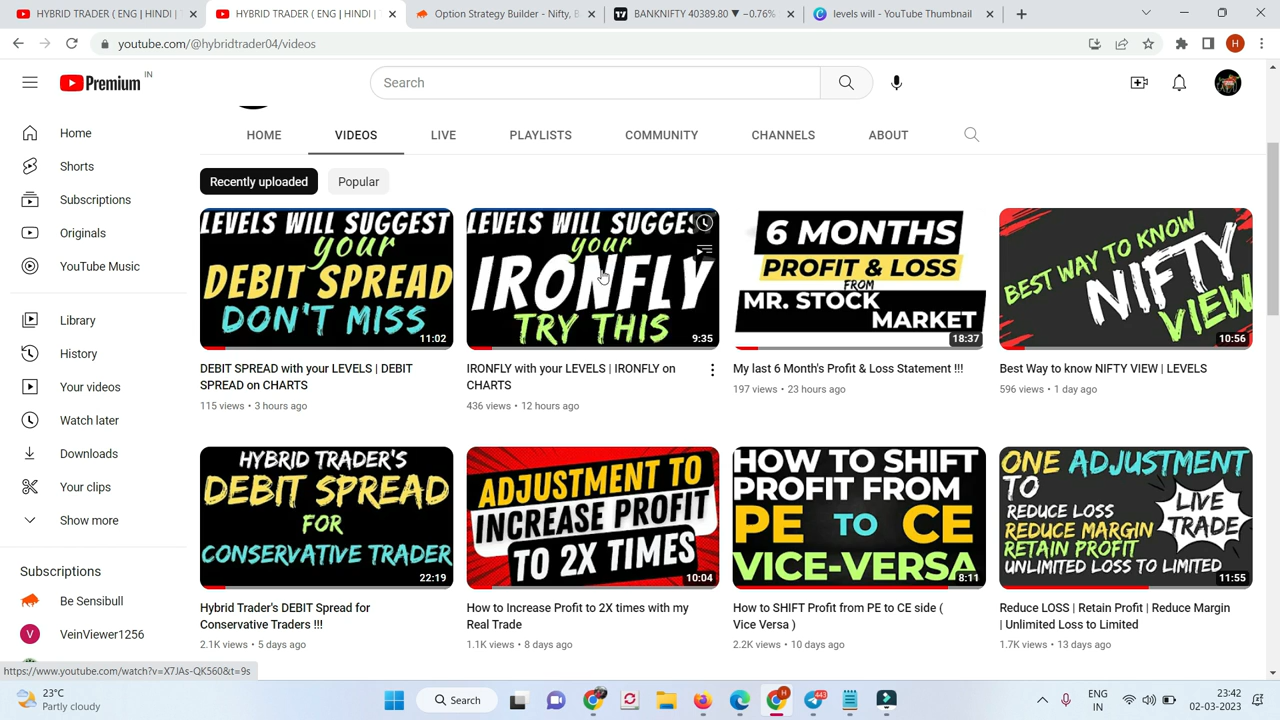 HYBRID TRADER ( ENG | HINDI |
HYBRID TRADER ( ENG | HINDI |
Option Strategy Builder - Nifty, B
BANKNIFTY 40389.80 ▼ −0.76%
levels will - YouTube Thumbnail
youtube.com/@hybridtrader04/videos
Premium IN
Search
HOME
VIDEOS
LIVE
PLAYLISTS
COMMUNITY
CHANNELS
ABOUT
Recently uploaded
Popular
Home
Shorts
Subscriptions
Originals
YouTube Music
Library
History
Your videos
Watch later
Downloads
Your clips
Show more
Subscriptions
Be Sensibull
V VeinViewer1256
LEVELS WILL SUGGEST
your
DEBIT SPREAD
DON'T MISS
11:02
DEBIT SPREAD with your LEVELS | DEBIT
SPREAD on CHARTS
115 views • 3 hours ago
LEVELS WILL SUGGES
your
IRONFLY
TRY THIS
9:35
IRONFLY with your LEVELS | IRONFLY on
CHARTS
436 views • 12 hours ago
6 MONTHS
PROFIT & LOSS
FROM
MR. STOCK
MARKET
18:37
My last 6 Month's Profit & Loss Statement !!!
197 views • 23 hours ago
BEST WAY TO KNOW
NIFTY
VIEW
10:56
Best Way to know NIFTY VIEW | LEVELS
596 views • 1 day ago
HYBRID TRADER'S
DEBIT SPREAD
FOR
CONSERVATIVE TRADER
22:19
Hybrid Trader's DEBIT Spread for
Conservative Traders !!!
2.1K views • 5 days ago
ADJUSTMENT TO
INCREASE PROFIT
TO 2X TIMES
10:04
How to Increase Profit to 2X times with my
Real Trade
1.1K views • 8 days ago
HOW TO SHIFT
PROFIT FROM
PE TO CE
VICE-VERSA
8:11
How to SHIFT Profit from PE to CE side (
Vice Versa )
2.2K views • 10 days ago
ONE ADJUSTMENT
TO
REDUCE LOSS
REDUCE MARGIN
RETAIN PROFIT
UNLIMITED LOSS TO LIMITED
LIVE
TRADE
11:55
Reduce LOSS | Retain Profit | Reduce Margin
| Unlimited Loss to Limited
1.7K views • 13 days ago
https://www.youtube.com/watch?v=X7JAs-QK560&t=9s
23°C
Partly cloudy
Search
443
ENG
IN
23:42
02-03-2023